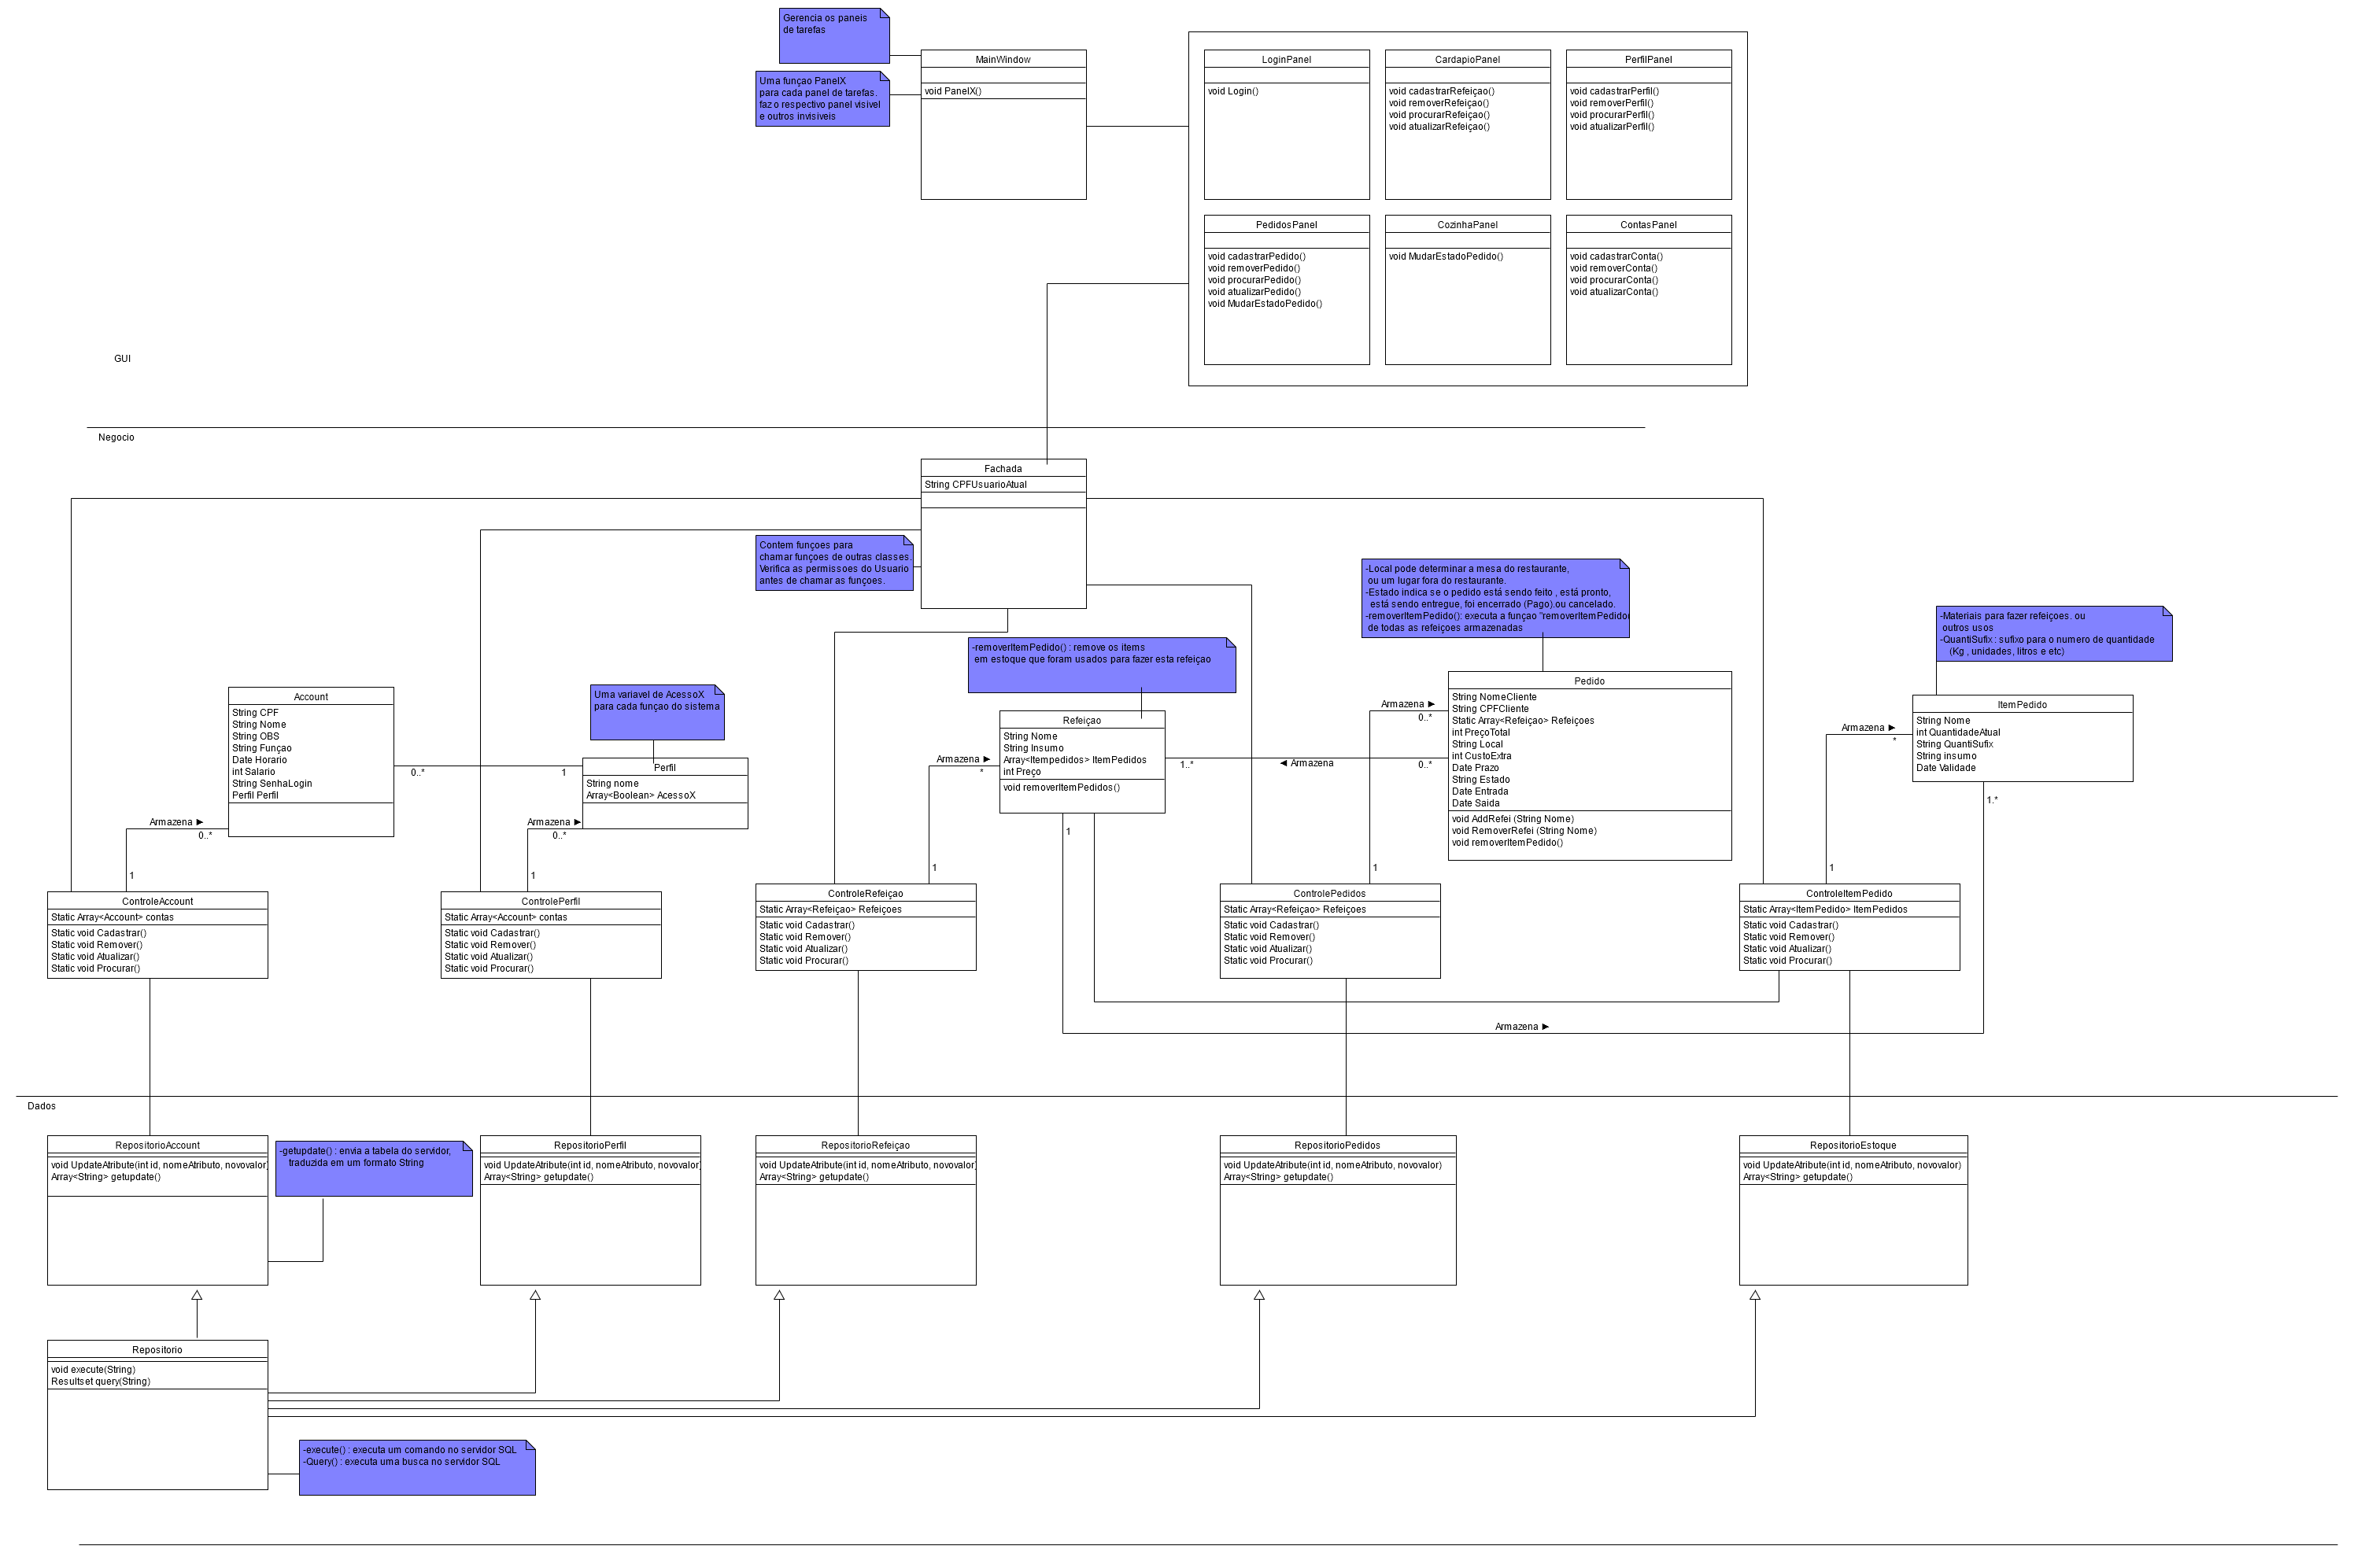 Gerencia os paneis
de tarefas
Uma funçao PanelX
para cada panel de tarefas.
faz o respectivo panel visivel
e outros invisiveis
MainWindow
void PanelX()
LoginPanel
void Login()
CardapioPanel
void cadastrarRefeiçao()
void removerRefeiçao()
void procurarRefeiçao()
void atualizarRefeiçao()
PerfilPanel
void cadastrarPerfil()
void removerPerfil()
void procurarPerfil()
void atualizarPerfil()
PedidosPanel
void cadastrarPedido()
void removerPedido()
void procurarPedido()
void atualizarPedido()
void MudarEstadoPedido()
CozinhaPanel
void MudarEstadoPedido()
ContasPanel
void cadastrarConta()
void removerConta()
void procurarConta()
void atualizarConta()
GUI
Negocio
Fachada
String CPFUsuarioAtual
Contem funçoes para
chamar funçoes de outras classes.
Verifica as permissoes do Usuario
antes de chamar as funçoes.
-Local pode determinar a mesa do restaurante,
ou um lugar fora do restaurante.
-Estado indica se o pedido está sendo feito , está pronto,
está sendo entregue, foi encerrado (Pago).ou cancelado.
-removerItemPedido(): executa a funçao "removerItemPedido(
de todas as refeiçoes armazenadas
-Materiais para fazer refeiçoes. ou
outros usos
-QuantiSufix : sufixo para o numero de quantidade
(Kg , unidades, litros e etc)
-removerItemPedido() : remove os items
em estoque que foram usados para fazer esta refeiçao
Uma variavel de AcessoX
para cada funçao do sistema
Account
String CPF
String Nome
String OBS
String Funçao
Date Horario
int Salario
String SenhaLogin
Perfil Perfil
0..*
1
Perfil
String nome
Array<Boolean> AcessoX
Refeiçao
String Nome
String Insumo
Array<Itempedidos> ItemPedidos
int Preço
void removerItemPedidos()
1..*
◄ Armazena
0..*
Pedido
String NomeCliente
String CPFCliente
Static Array<Refeiçao> Refeiçoes
int PreçoTotal
String Local
int CustoExtra
Date Prazo
String Estado
Date Entrada
Date Saida
void AddRefei (String Nome)
void RemoverRefei (String Nome)
void removerItemPedido()
ItemPedido
String Nome
int QuantidadeAtual
String QuantiSufix
String insumo
Date Validade
Armazena ►
0..*
1
Armazena ►
0..*
1
Armazena ►
*
1
Armazena ►
0..*
1
Armazena ►
*
1
1
1.*
Armazena ►
ControleAccount
Static Array<Account> contas
Static void Cadastrar()
Static void Remover()
Static void Atualizar()
Static void Procurar()
ControlePerfil
Static Array<Account> contas
Static void Cadastrar()
Static void Remover()
Static void Atualizar()
Static void Procurar()
ControleRefeiçao
Static Array<Refeiçao> Refeiçoes
Static void Cadastrar()
Static void Remover()
Static void Atualizar()
Static void Procurar()
ControlePedidos
Static Array<Refeiçao> Refeiçoes
Static void Cadastrar()
Static void Remover()
Static void Atualizar()
Static void Procurar()
ControleItemPedido
Static Array<ItemPedido> ItemPedidos
Static void Cadastrar()
Static void Remover()
Static void Atualizar()
Static void Procurar()
Dados
RepositorioAccount
void UpdateAtribute(int id, nomeAtributo, novovalor)
Array<String> getupdate()
-getupdate() : envia a tabela do servidor,
traduzida em um formato String
RepositorioPerfil
void UpdateAtribute(int id, nomeAtributo, novovalor)
Array<String> getupdate()
RepositorioRefeiçao
void UpdateAtribute(int id, nomeAtributo, novovalor)
Array<String> getupdate()
RepositorioPedidos
void UpdateAtribute(int id, nomeAtributo, novovalor)
Array<String> getupdate()
RepositorioEstoque
void UpdateAtribute(int id, nomeAtributo, novovalor)
Array<String> getupdate()
Repositorio
void execute(String)
Resultset query(String)
-execute() : executa um comando no servidor SQL
-Query() : executa uma busca no servidor SQL